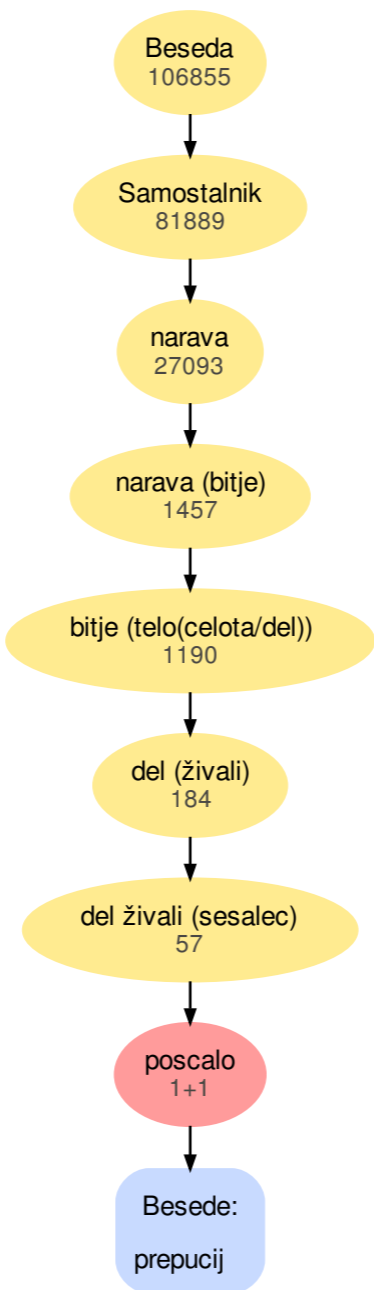 Beseda
106855
Samostalnik
81889
narava
27093
narava (bitje)
1457
bitje (telo(celota/del))
1190
del (živali)
184
del živali (sesalec)
57
poscalo
1+1
Besede:
prepucij